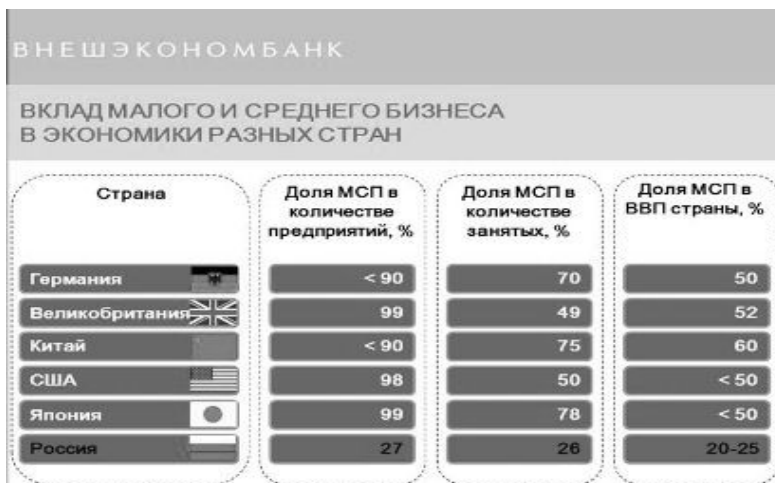 ВНЕШЭКОНОМБАНК
ВКЛАД МАЛОГО И СРЕДНЕГО БИЗНЕСА
В ЭКОНОМИКИ РАЗНЫХ СТРАН
Страна
Доля МСП в
количестве
предприятий, %
Доля МСП в
количестве
занятых, %
Доля МСП в
ВВП страны, %
Германия < 90 70 50
Великобритания 99 49 52
Китай < 90 75 60
США 98 50 < 50
Япония 99 78 < 50
Россия 27 26 20-25